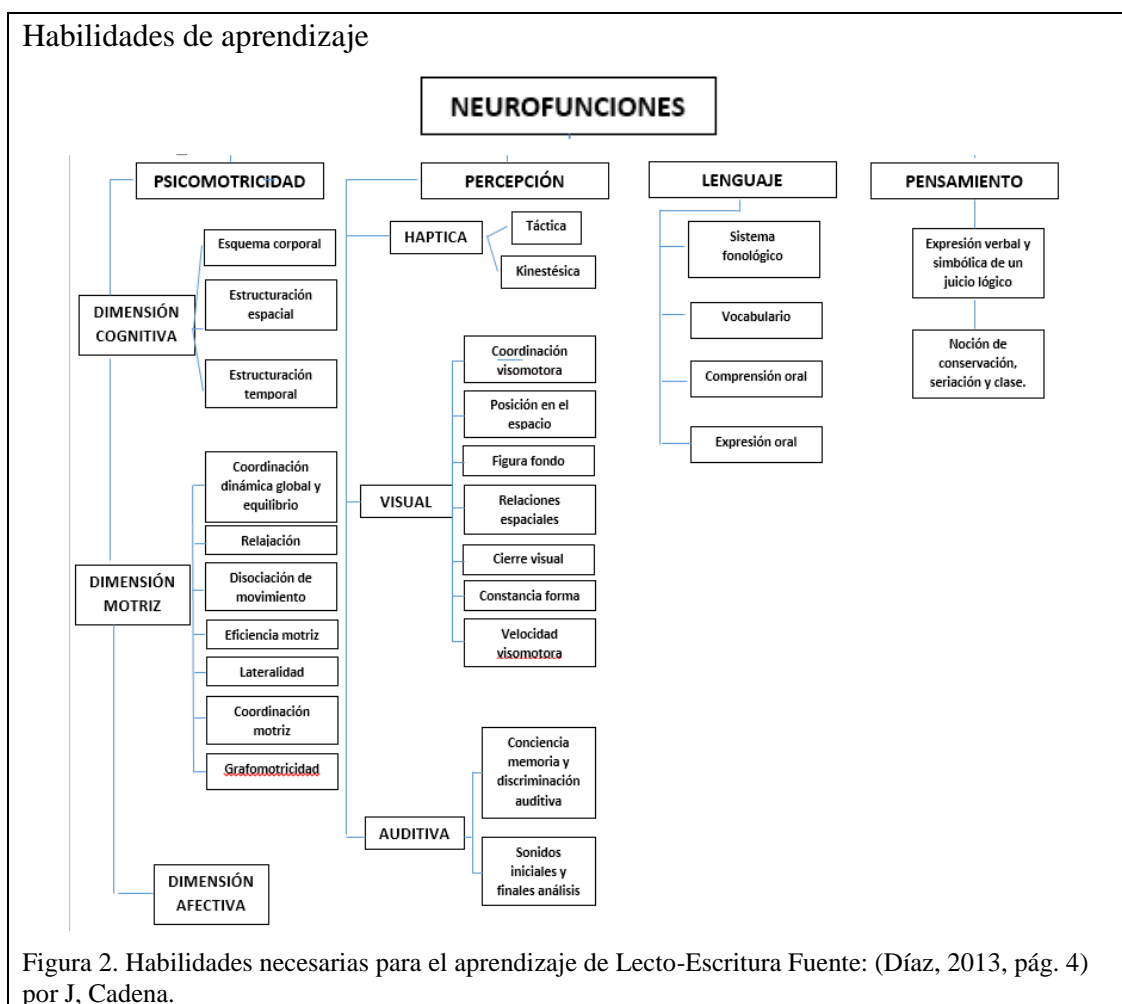 Habilidades de aprendizaje
NEUROFUNCIONES
PSICOMOTRICIDAD
DIMENSIÓN
COGNITIVA
Esquema corporal
Estructuración
espacial
Estructuración
temporal
DIMENSIÓN
MOTRIZ
Coordinación
dinámica global y
equilibrio
Relajación
Disociación de
movimiento
Eficiencia motriz
Lateralidad
Coordinación
motriz
Grafomotricidad
DIMENSIÓN
AFECTIVA
PERCEPCIÓN
HAPTICA
Táctica
Kinestésica
VISUAL
Coordinación
visomotora
Posición en el
espacio
Figura fondo
Relaciones
espaciales
Cierre visual
Constancia forma
Velocidad
visomotora
AUDITIVA
Conciencia
memoria y
discriminación
auditiva
Sonidos
iniciales y
finales análisis
LENGUAJE
Sistema
fonológico
Vocabulario
Comprensión oral
Expresión oral
PENSAMIENTO
Expresión verbal y
simbólica de un
juicio lógico
Noción de
conservación,
seriación y clase.
Figura 2. Habilidades necesarias para el aprendizaje de Lecto-Escritura Fuente: (Díaz, 2013, pág. 4)
por J, Cadena.